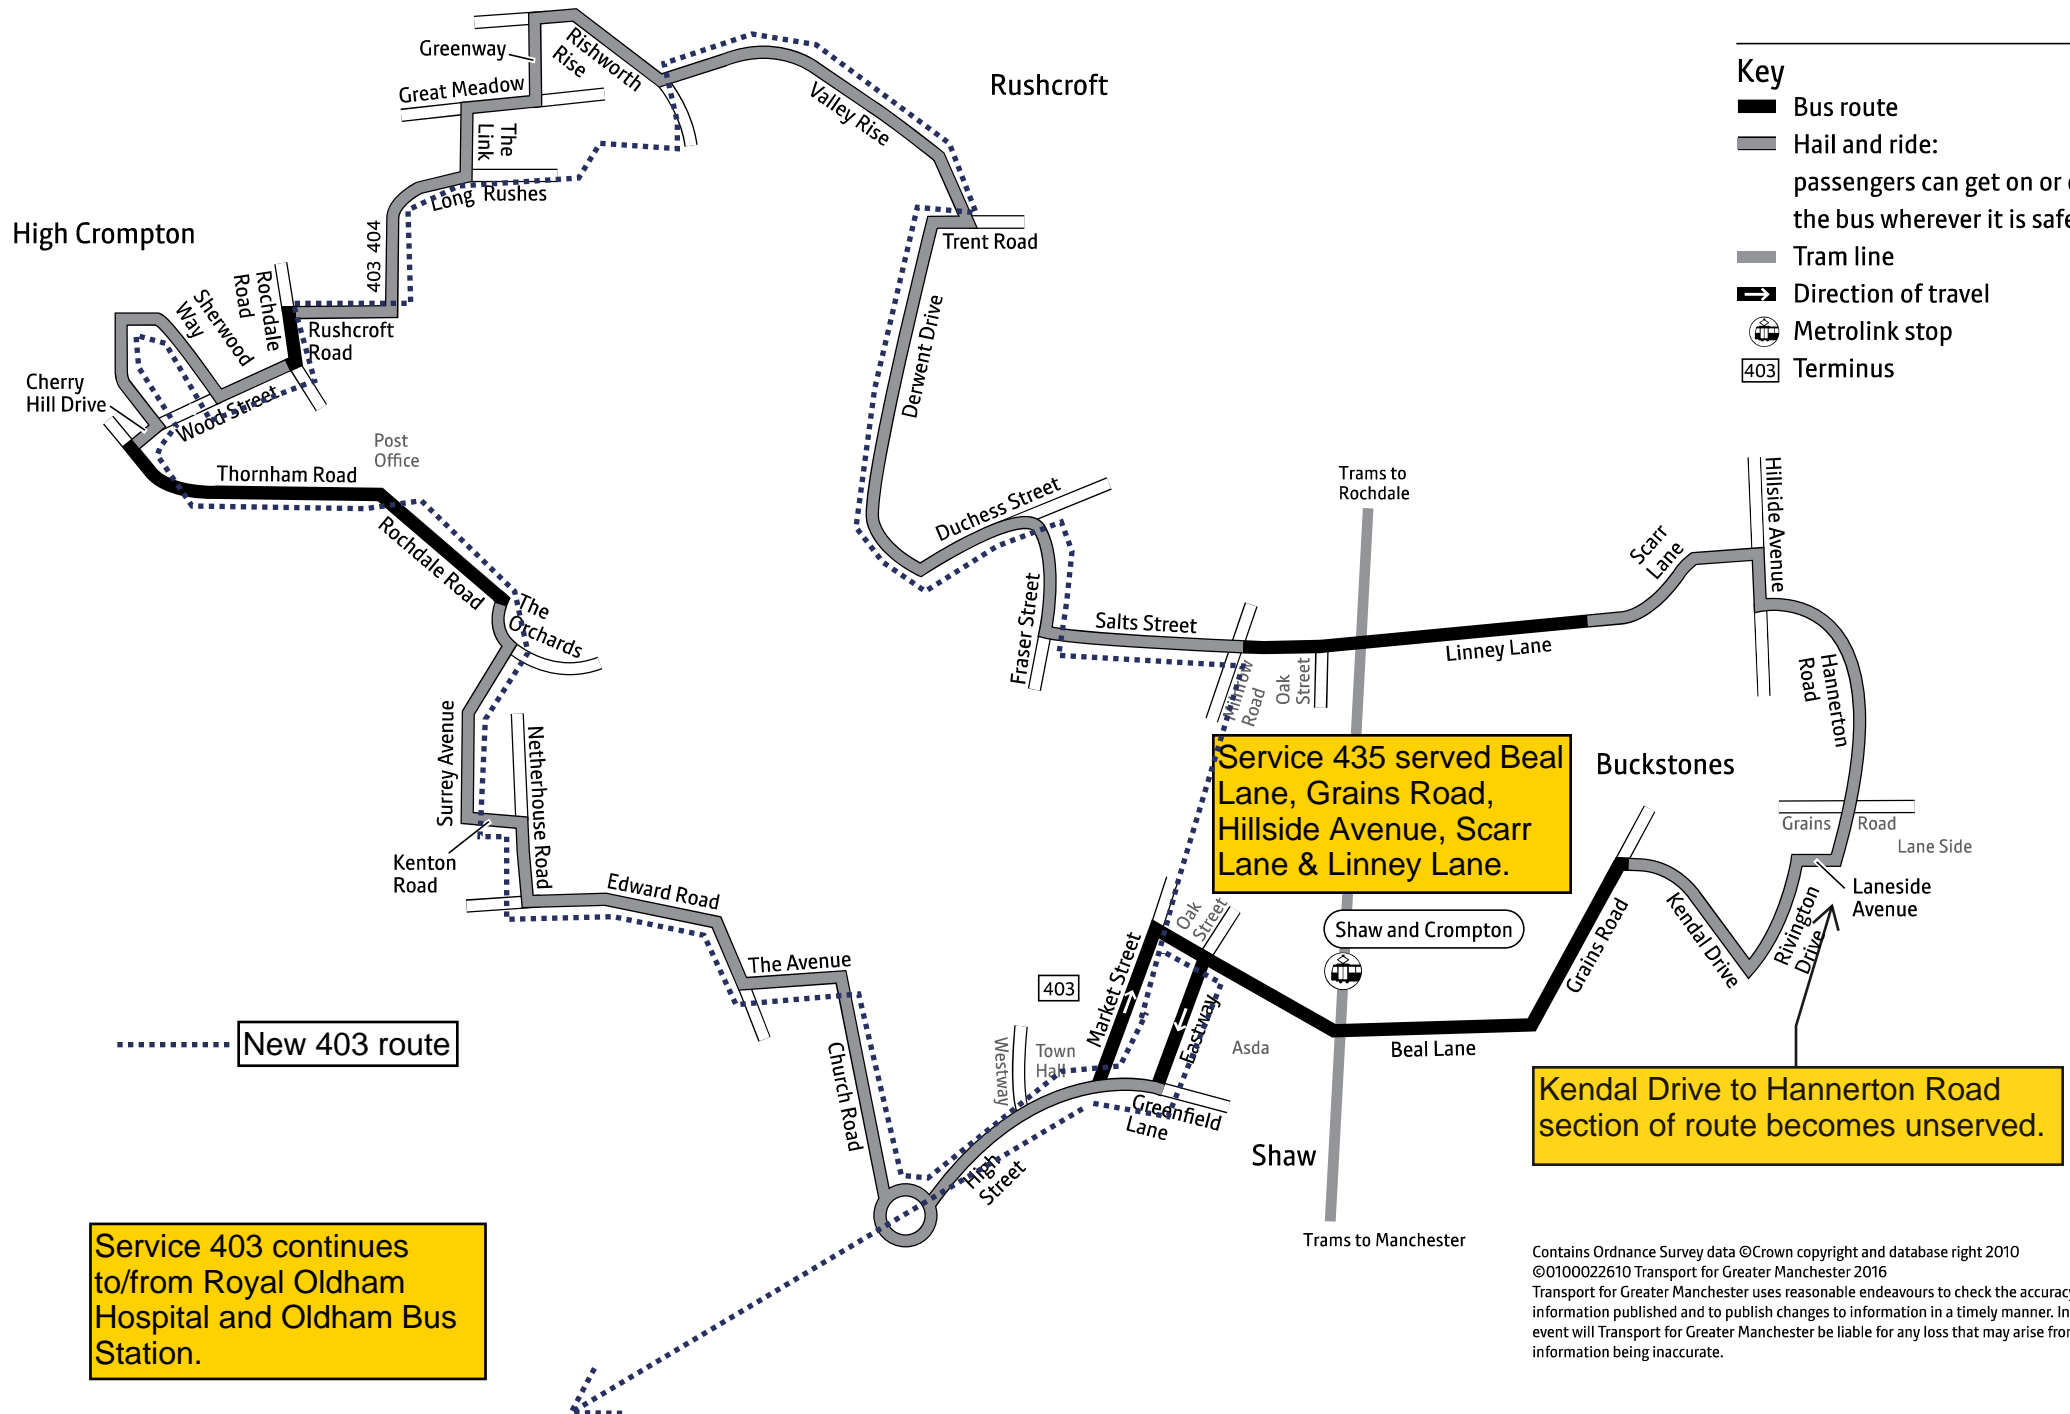 Greenway
Rishworth
Rise
Great Meadow
The
Link
Long Rushes
Valley Rise
Rushcroft
Key
Bus route
Hail and ride:
passengers can get on or
the bus wherever it is safe
Tram line
Direction of travel
Metrolink stop
403 Terminus
High Crompton
403 404
Trent Road
Rochdale
Road
Sherwood
Way
Rushcroft
Road
Cherry
Hill Drive
Wood Street
Derwent Drive
Post
Office
Thornham Road
Rochdale Road
The
Orchards
Duchess Street
Fraser Street
Salts Street
Trams to
Rochdale
Milnrow
Road
Oak
Street
Linney Lane
Scarr
Lane
Hillside Avenue
Hannerton
Road
Surrey Avenue
Netherhouse Road
Kenton
Road
Edward Road
The Avenue
Church Road
Service 435 served Beal
Lane, Grains Road,
Hillside Avenue, Scarr
Lane & Linney Lane.
Buckstones
Grains Road
Lane Side
Laneside
Avenue
Shaw and Crompton
Oak
Street
Market Street
403
Eastway
Asda
Beal Lane
Grains Road
Kendal Drive
Rivington
Drive
Westway
Town
Hall
Greenfield
Lane
High
Street
Shaw
New 403 route
Kendal Drive to Hannerton Road
section of route becomes unserved.
Service 403 continues
to/from Royal Oldham
Hospital and Oldham Bus
Station.
Trams to Manchester
Contains Ordnance Survey data ©Crown copyright and database right 2010
©0100022610 Transport for Greater Manchester 2016
Transport for Greater Manchester uses reasonable endeavours to check the accuracy
information published and to publish changes to information in a timely manner. In
event will Transport for Greater Manchester be liable for any loss that may arise from
information being inaccurate.